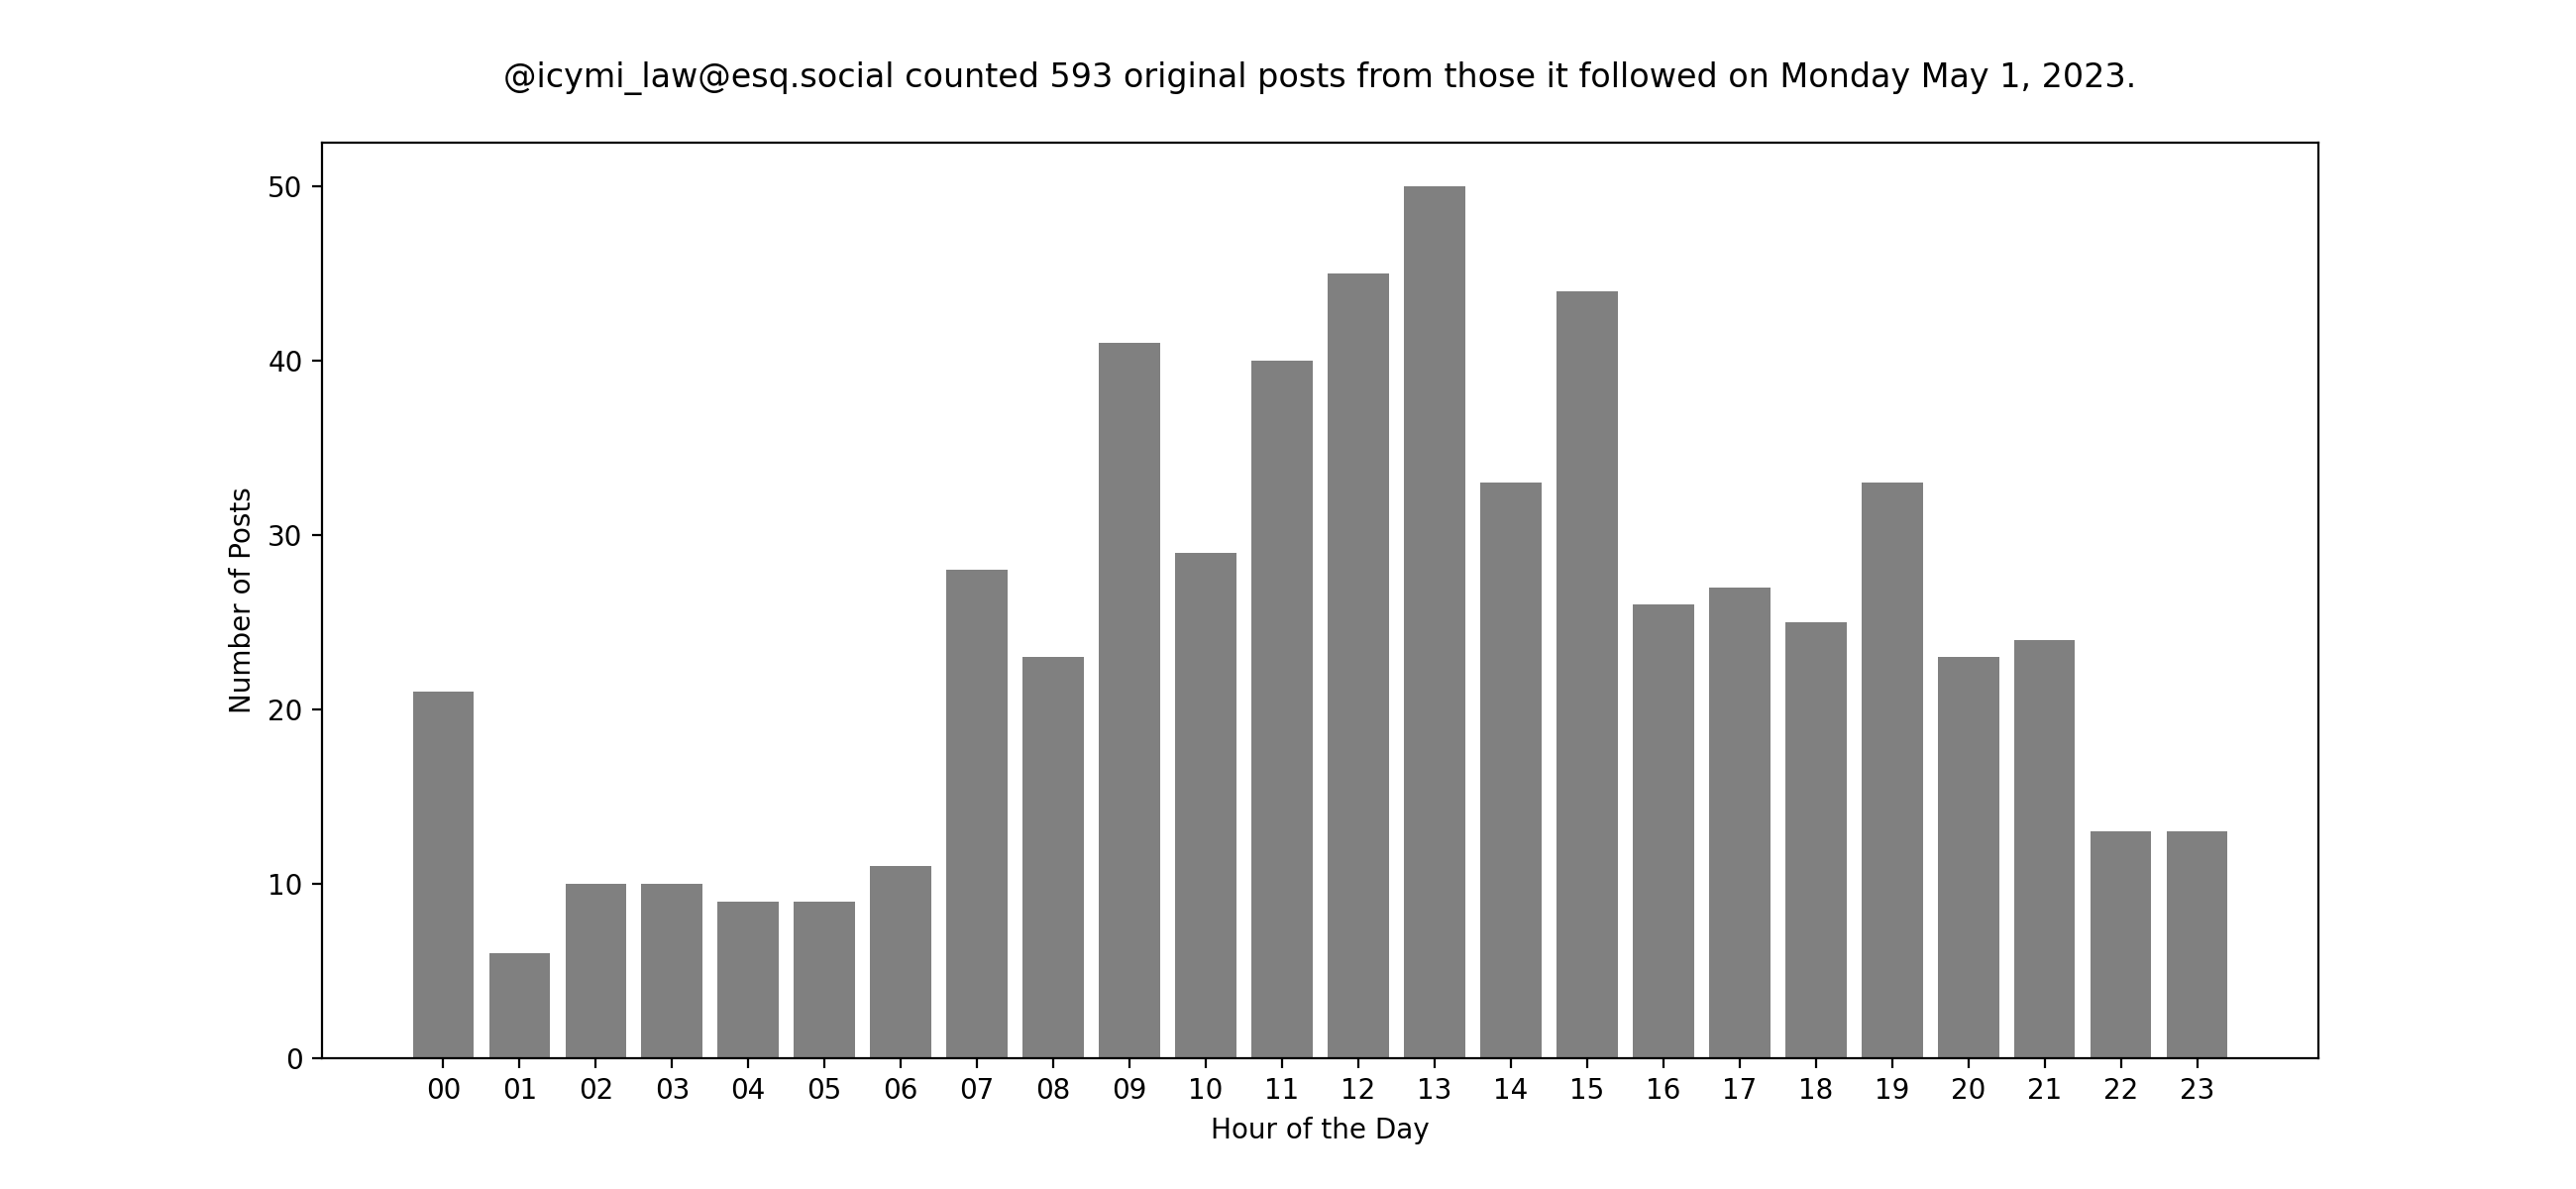 @icymi_law@esq.social counted 593 original posts from those it followed on Monday May 1, 2023.
50
40
30
20
10
0
Number of Posts
00 01 02 03 04 05 06 07 08 09 10 11 12 13 14 15 16 17 18 19 20 21 22 23
Hour of the Day